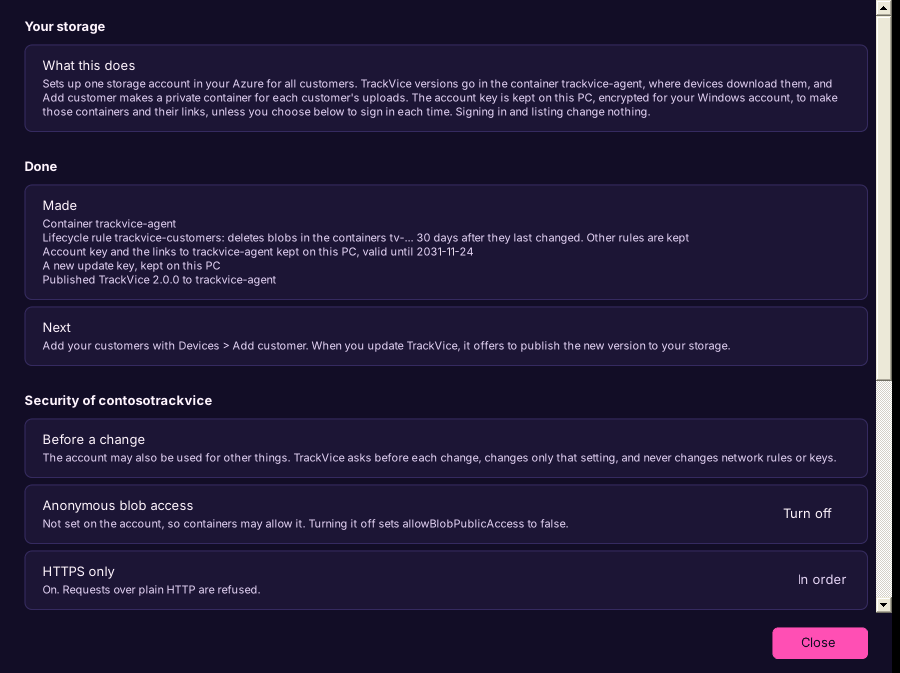 Your storage
What this does
Sets up one storage account in your Azure for all customers. TrackVice versions go in the container trackvice-agent, where devices download them, and
Add customer makes a private container for each customer's uploads. The account key is kept on this PC, encrypted for your Windows account, to make
those containers and their links, unless you choose below to sign in each time. Signing in and listing change nothing.
Done
Made
Container trackvice-agent
Lifecycle rule trackvice-customers: deletes blobs in the containers tv-... 30 days after they last changed. Other rules are kept
Account key and the links to trackvice-agent kept on this PC, valid until 2031-11-24
A new update key, kept on this PC
Published TrackVice 2.0.0 to trackvice-agent
Next
Add your customers with Devices > Add customer. When you update TrackVice, it offers to publish the new version to your storage.
Security of contosotrackvice
Before a change
The account may also be used for other things. TrackVice asks before each change, changes only that setting, and never changes network rules or keys.
Anonymous blob access
Not set on the account, so containers may allow it. Turning it off sets allowBlobPublicAccess to false.
Turn off
HTTPS only
On. Requests over plain HTTP are refused.
In order
Close